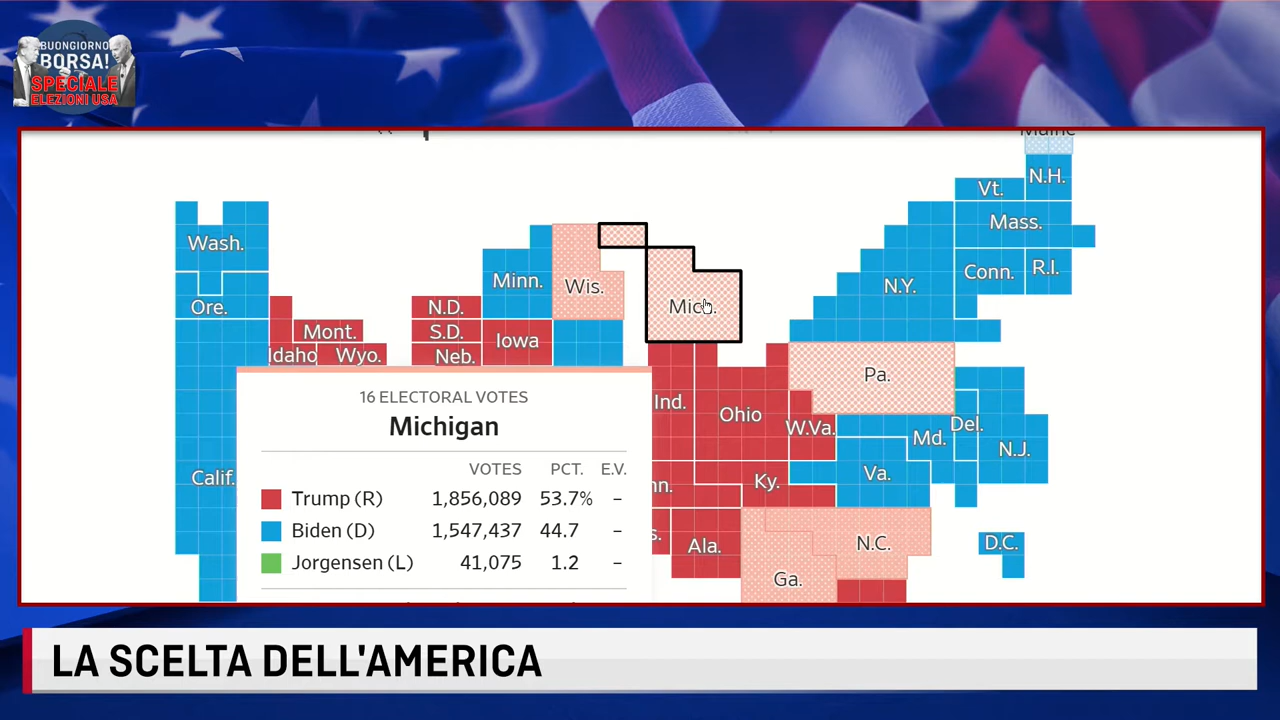 BUONGIORNO
BORSA!
SPECIALE
ELEZIONI USA
Maine
N.H.
Vt.
Mass.
Wash.
Conn.
R.I.
Minn.
Wis.
Mich.
N.Y.
Ore.
N.D.
Mont.
S.D.
Iowa
Idaho
Wyo.
Neb.
Pa.
16 ELECTORAL VOTES
Michigan
Ind.
Ohio
W.Va.
Del.
Md.
N.J.
VOTES PCT. E.V.
Calif.
Va.
Ky.
nn.
Trump (R) 1,856,089 53.7% –
Biden (D) 1,547,437 44.7 –
Jorgensen (L) 41,075 1.2 –
s.
Ala.
N.C.
D.C.
Ga.
LA SCELTA DELL'AMERICA